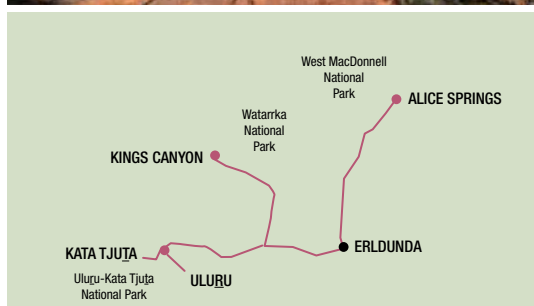 West MacDonnell
National
Park
ALICE SPRINGS
Watarrka
National
Park
KINGS CANYON
ERLDUNDA
KATA TJUṮA
Uluṟu-Kata Tjuṯa
National Park
ULUṞU